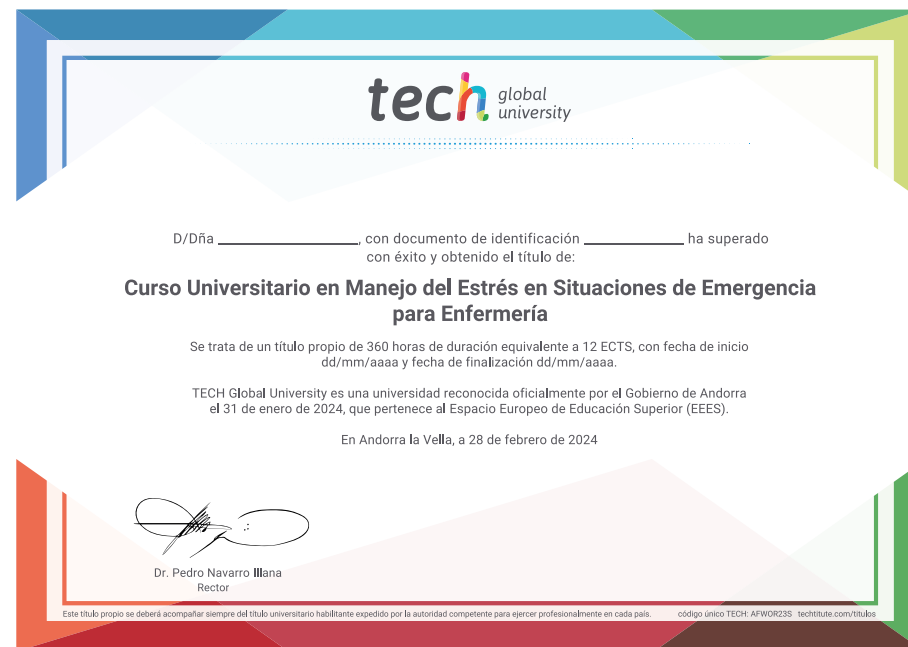 tech global university
D/Dña __________________, con documento de identificación _____________ ha superado
con éxito y obtenido el título de:
Curso Universitario en Manejo del Estrés en Situaciones de Emergencia
para Enfermería
Se trata de un título propio de 360 horas de duración equivalente a 12 ECTS, con fecha de inicio
dd/mm/aaaa y fecha de finalización dd/mm/aaaa.
TECH Global University es una universidad reconocida oficialmente por el Gobierno de Andorra
el 31 de enero de 2024, que pertenece al Espacio Europeo de Educación Superior (EEES).
En Andorra la Vella, a 28 de febrero de 2024
Dr. Pedro Navarro Illana
Rector
Este título propio se deberá acompañar siempre del título universitario habilitante expedido por la autoridad competente para ejercer profesionalmente en cada país. código único TECH: AFWOR23S techtitute.com/titulos